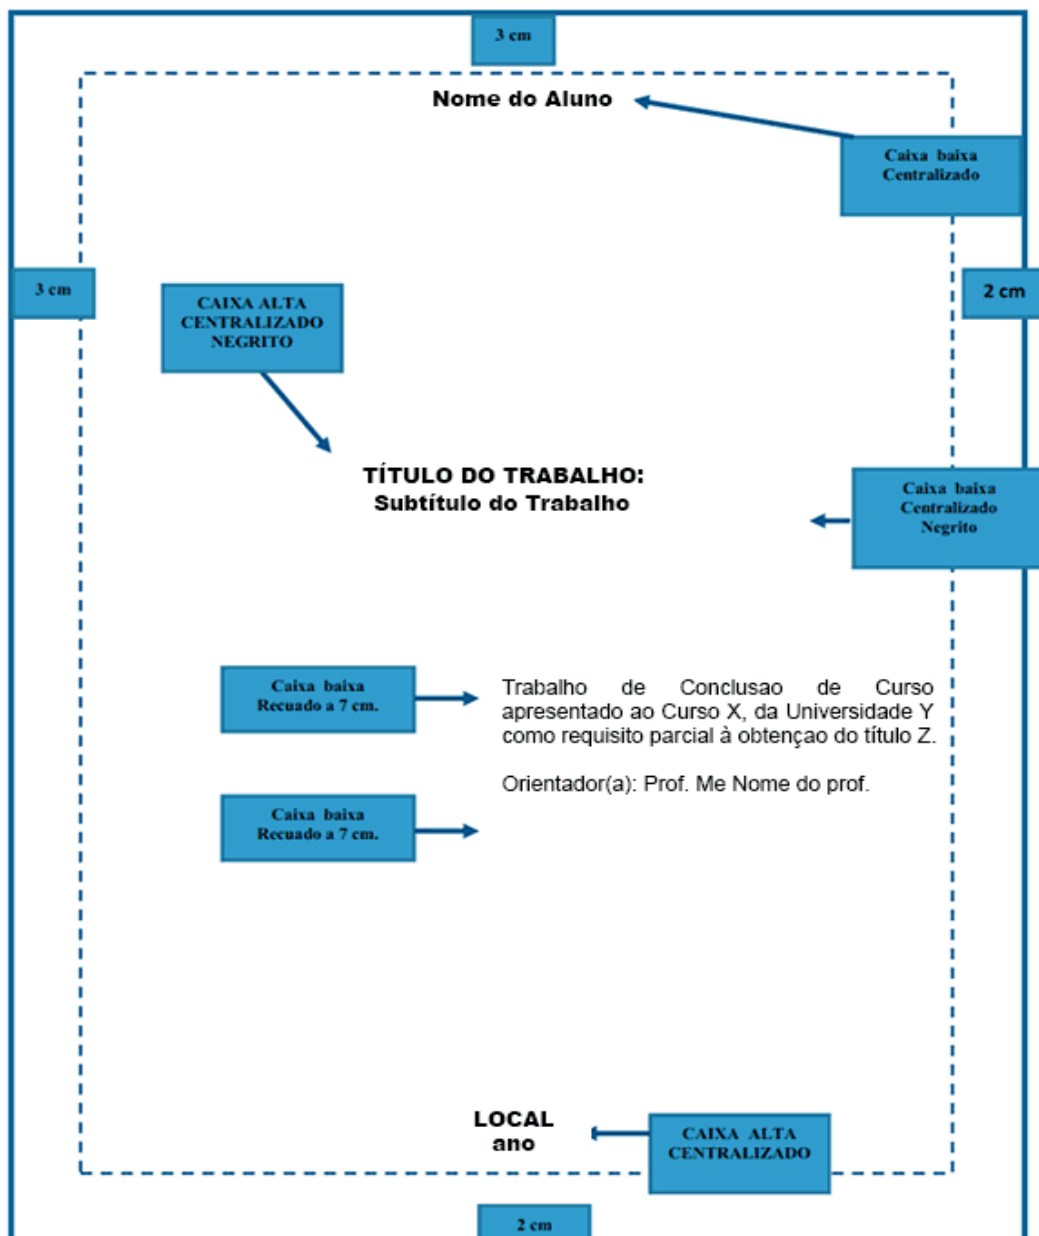 3 cm
Nome do Aluno
Caixa baixa
Centralizado
3 cm
2 cm
CAIXA ALTA
CENTRALIZADO
NEGRITO
TÍTULO DO TRABALHO:
Subtítulo do Trabalho
Caixa baixa
Centralizado
Negrito
Caixa baixa
Recuado a 7 cm.
Trabalho de Conclusao de Curso
apresentado ao Curso X, da Universidade Y
como requisito parcial à obtençao do título Z.
Orientador(a): Prof. Me Nome do prof.
Caixa baixa
Recuado a 7 cm.
LOCAL
ano
CAIXA ALTA
CENTRALIZADO
2 cm